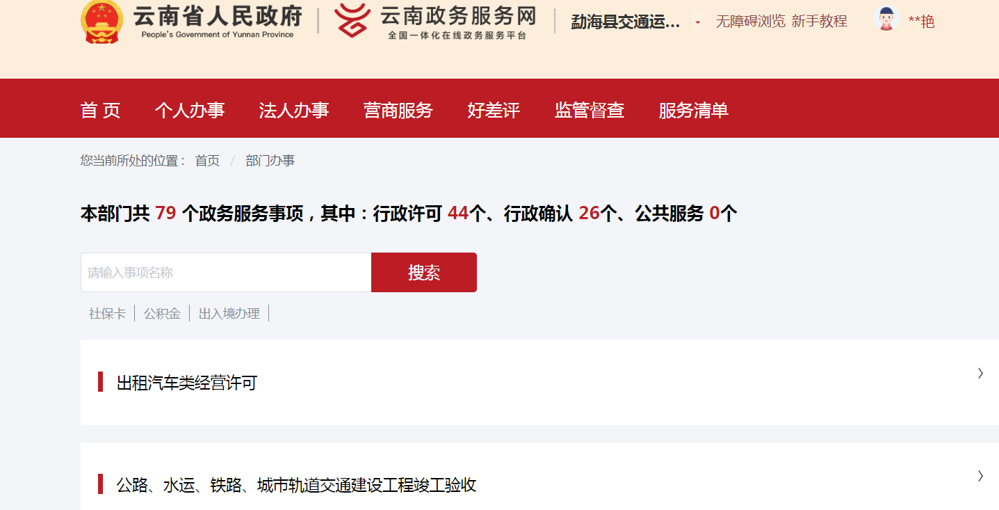 云南省人民政府
People's Government of Yunnan Province
云南政务服务网
全国一体化在线政务服务平台
勐海县交通运...
无障碍浏览 新手教程
**艳
首 页 个人办事 法人办事 营商服务 好差评 监管督查 服务清单
您当前所处的位置： 首页 / 部门办事
本部门共 79 个政务服务事项，其中：行政许可 44个、行政确认 26个、公共服务 0个
请输入事项名称 搜索
社保卡 公积金 出入境办理
出租汽车类经营许可
公路、水运、铁路、城市轨道交通建设工程竣工验收